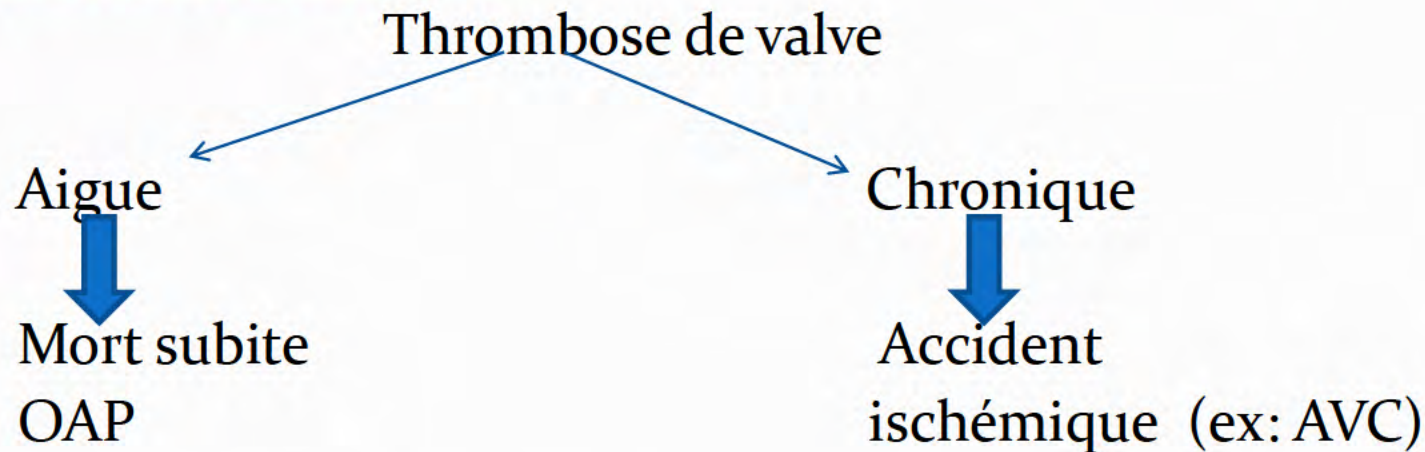 Thrombose de valve
Aigue
Chronique
Mort subite
OAP
Accident
ischémique (ex: AVC)